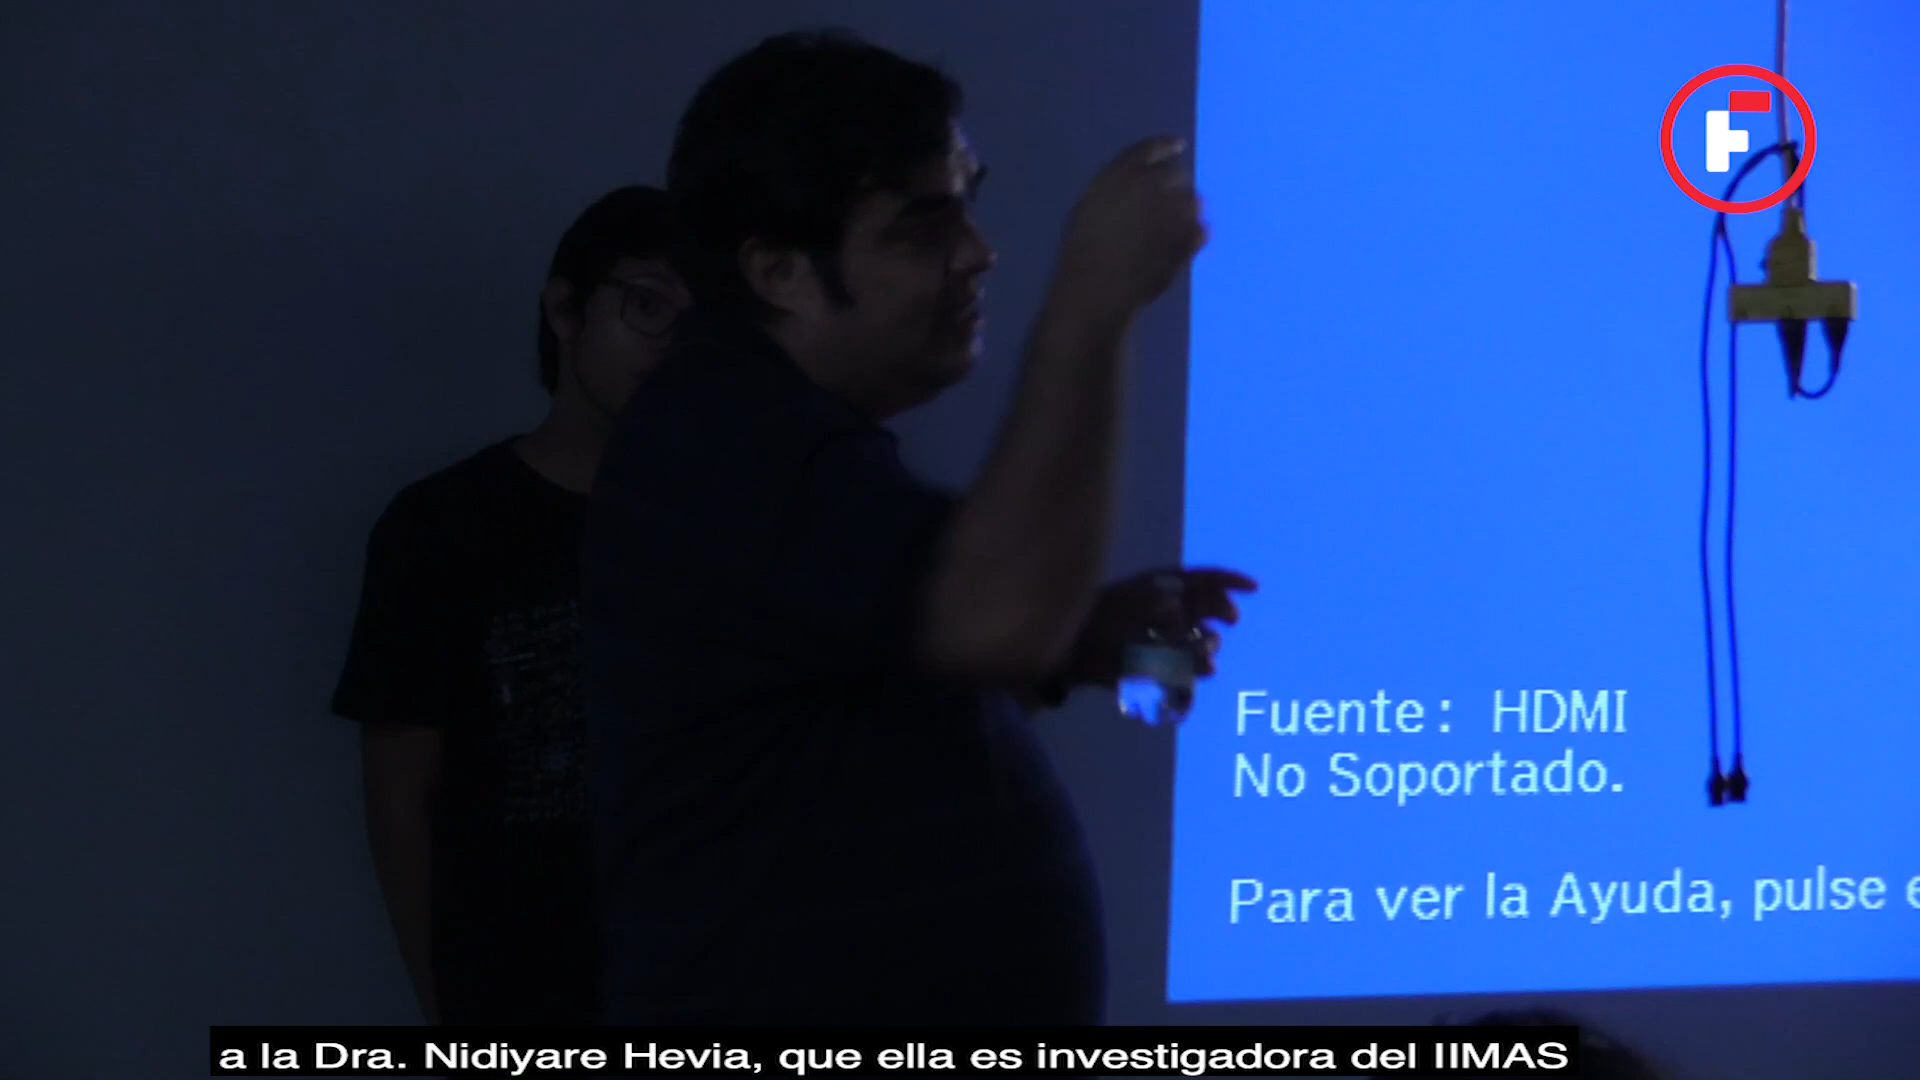 F
Fuente: HDMI
No Soportado.
Para ver la Ayuda, pulse e
a la Dra. Nidiyare Hevia, que ella es investigadora del IIMAS